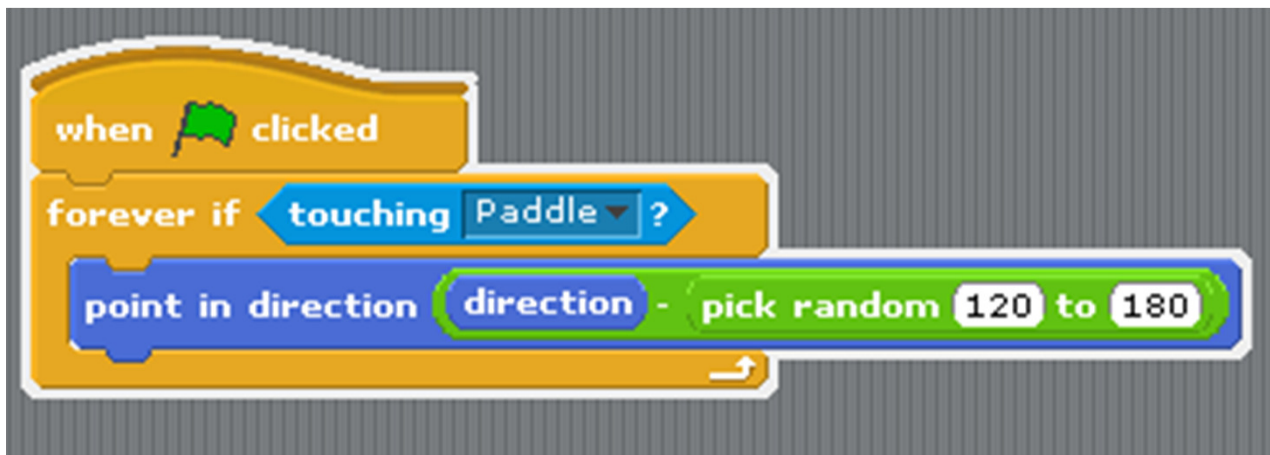 when clicked
forever if touching Paddle ?
point in direction direction - pick random 120 to 180